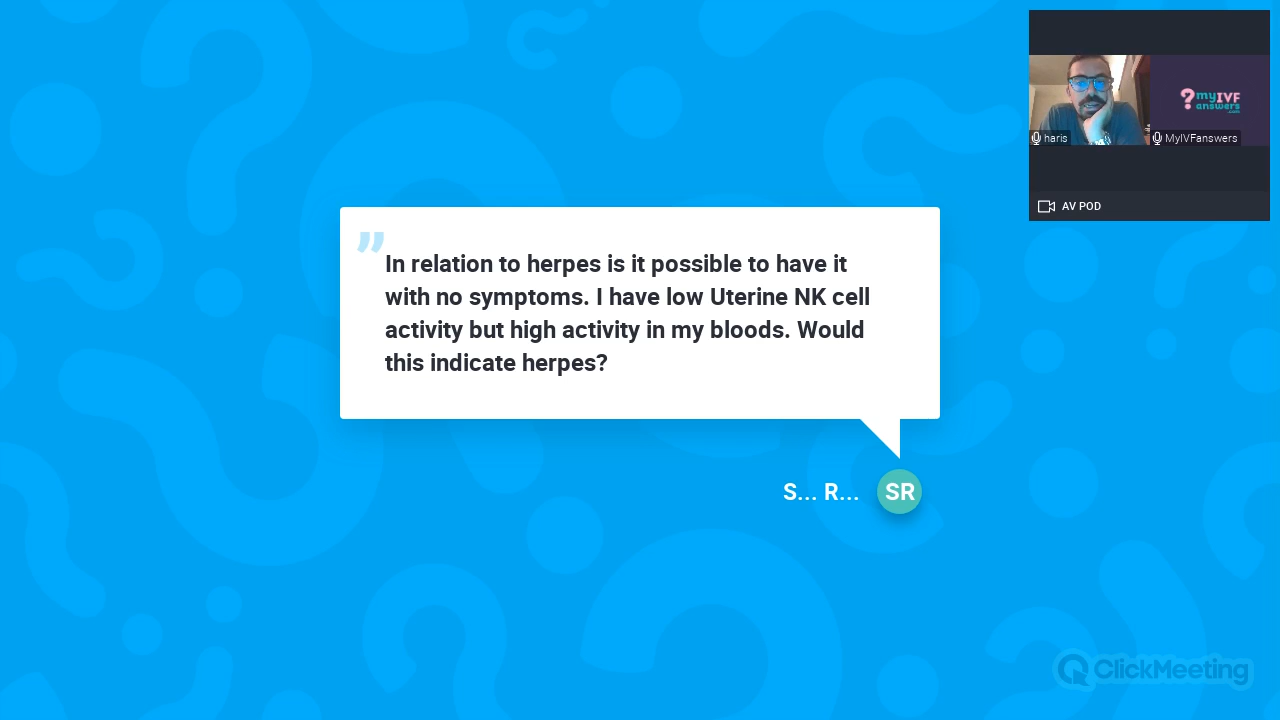 haris
MyIVFanswers
?myIVF
answers
.com
AV POD
” In relation to herpes is it possible to have it
with no symptoms. I have low Uterine NK cell
activity but high activity in my bloods. Would
this indicate herpes?
S... R... SR
ClickMeeting